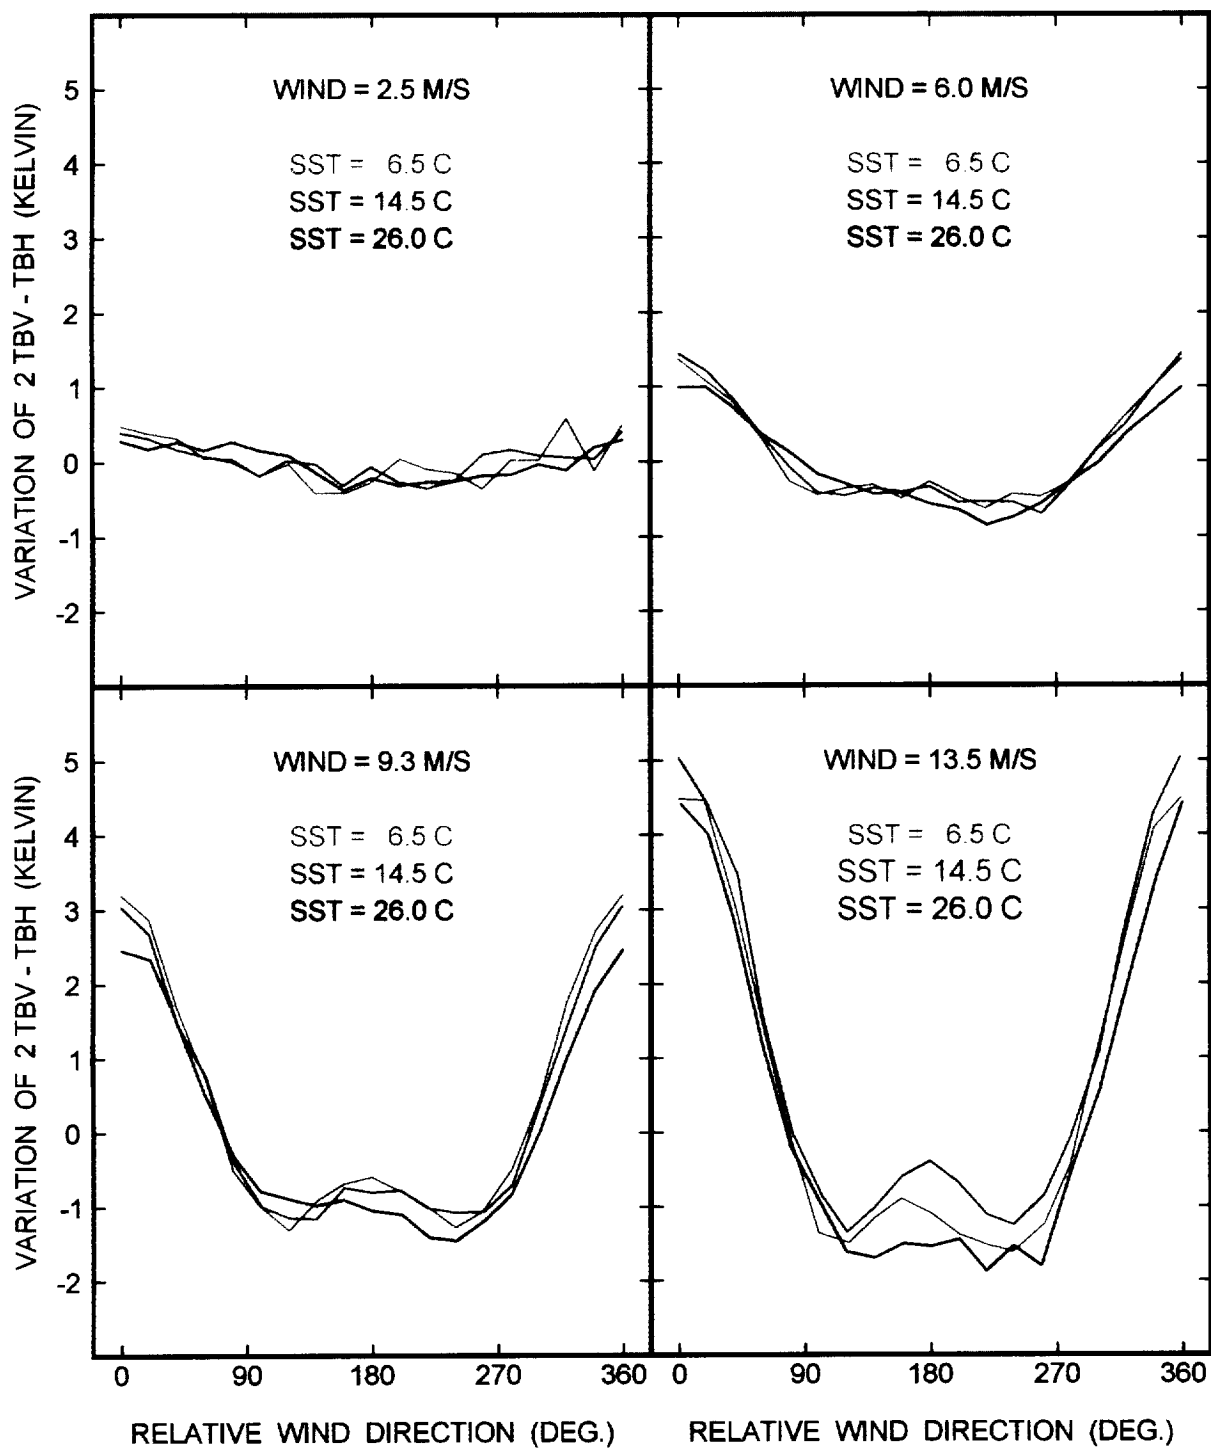 VARIATION OF 2 TBV - TBH (KELVIN)
5
4
3
2
1
0
-1
-2
WIND = 2.5 M/S
SST = 6.5 C
SST = 14.5 C
SST = 26.0 C
WIND = 6.0 M/S
SST = 6.5 C
SST = 14.5 C
SST = 26.0 C
VARIATION OF 2 TBV - TBH (KELVIN)
5
4
3
2
1
0
-1
-2
WIND = 9.3 M/S
SST = 6.5 C
SST = 14.5 C
SST = 26.0 C
WIND = 13.5 M/S
SST = 6.5 C
SST = 14.5 C
SST = 26.0 C
0 90 180 270 360
0 90 180 270 360
RELATIVE WIND DIRECTION (DEG.)
RELATIVE WIND DIRECTION (DEG.)